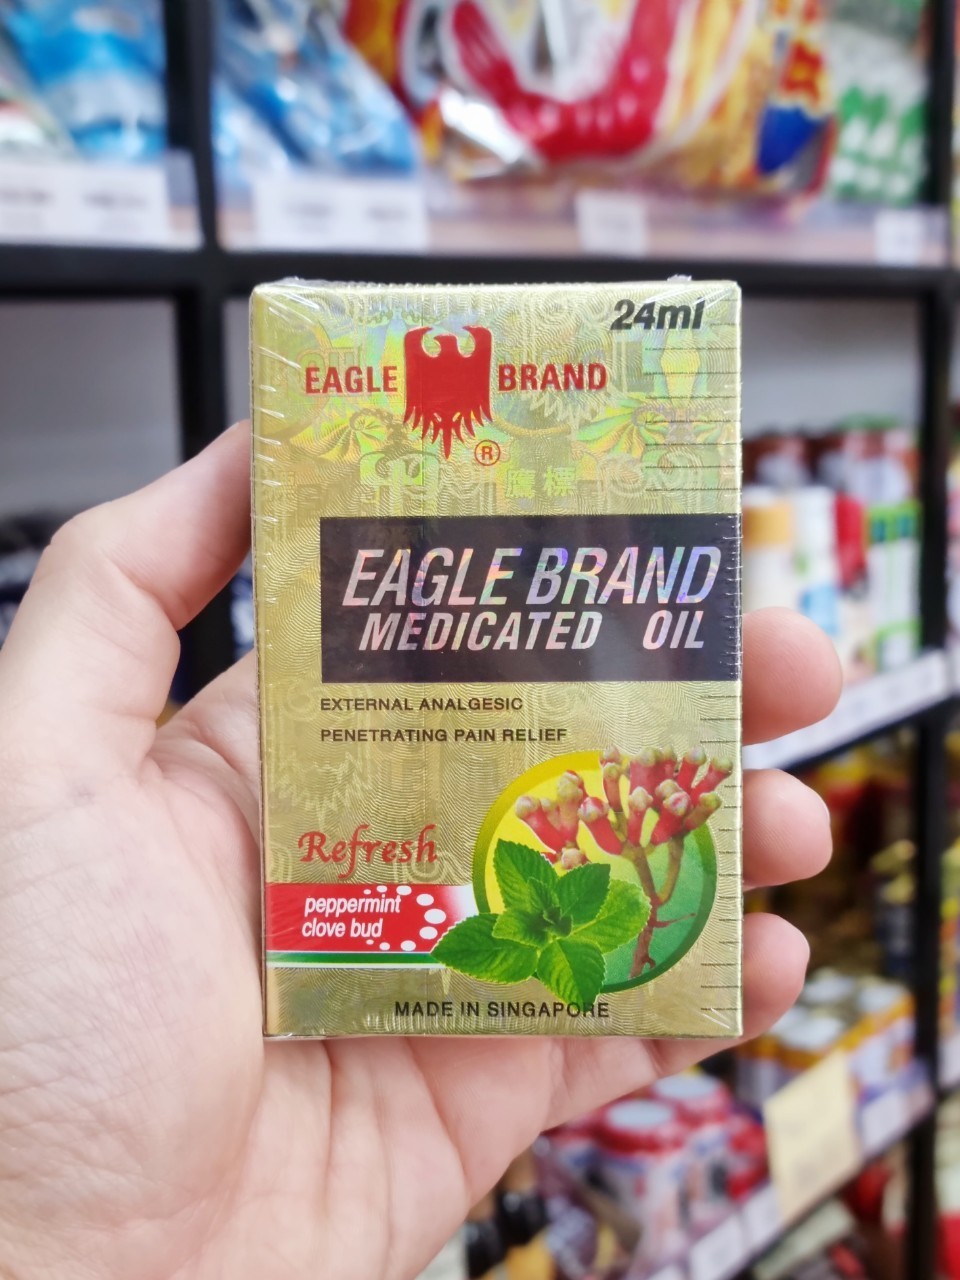 24ml
EAGLE BRAND
®
鷹標
EAGLE BRAND
MEDICATED OIL
EXTERNAL ANALGESIC
PENETRATING PAIN RELIEF
Refresh
peppermint
clove bud
MADE IN SINGAPORE